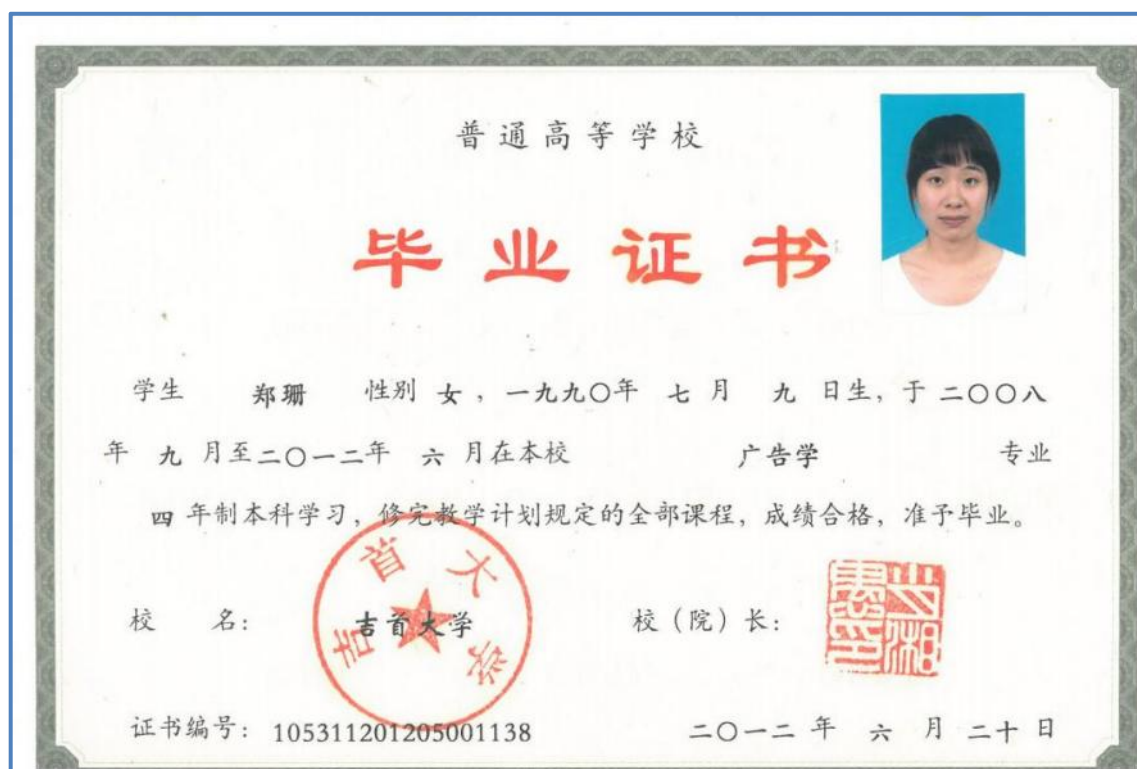 普通高等学校
毕业证书
学生 郑珊 性别 女，一九九〇年 七 月 九 日生，于 二〇〇八
年 九 月至二〇一二年 六 月在本校 广告学 专业
四 年制本科学习，修完教学计划规定的全部课程，成绩合格，准予毕业。
校 名： 吉首大学 校（院）长：
吉首大学
证书编号：105311201205001138 二〇一二 年 六 月 二十 日